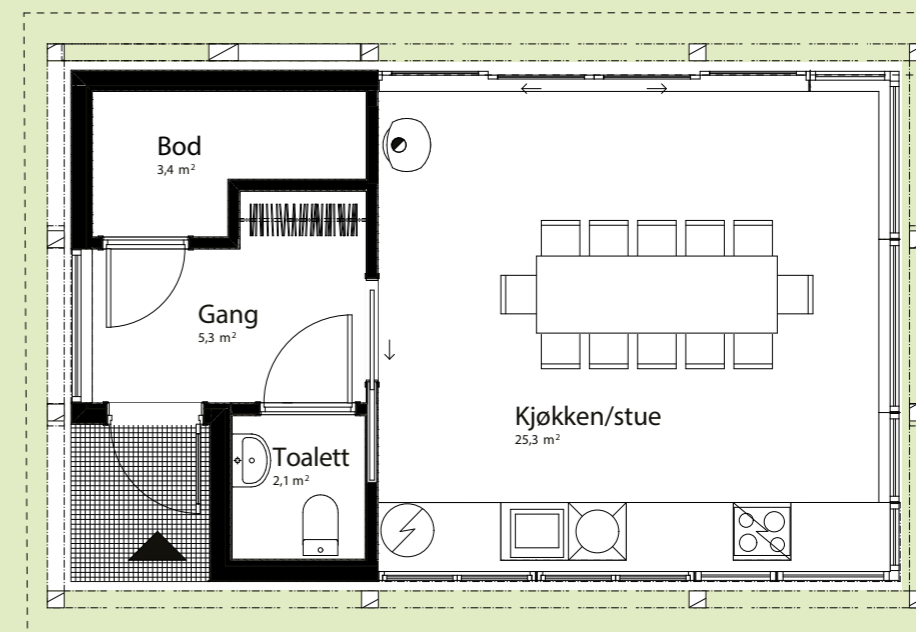 Bod
3,4 m²
Gang
5,3 m²
Kjøkken/stue
25,3 m²
Toalett
2,1 m²